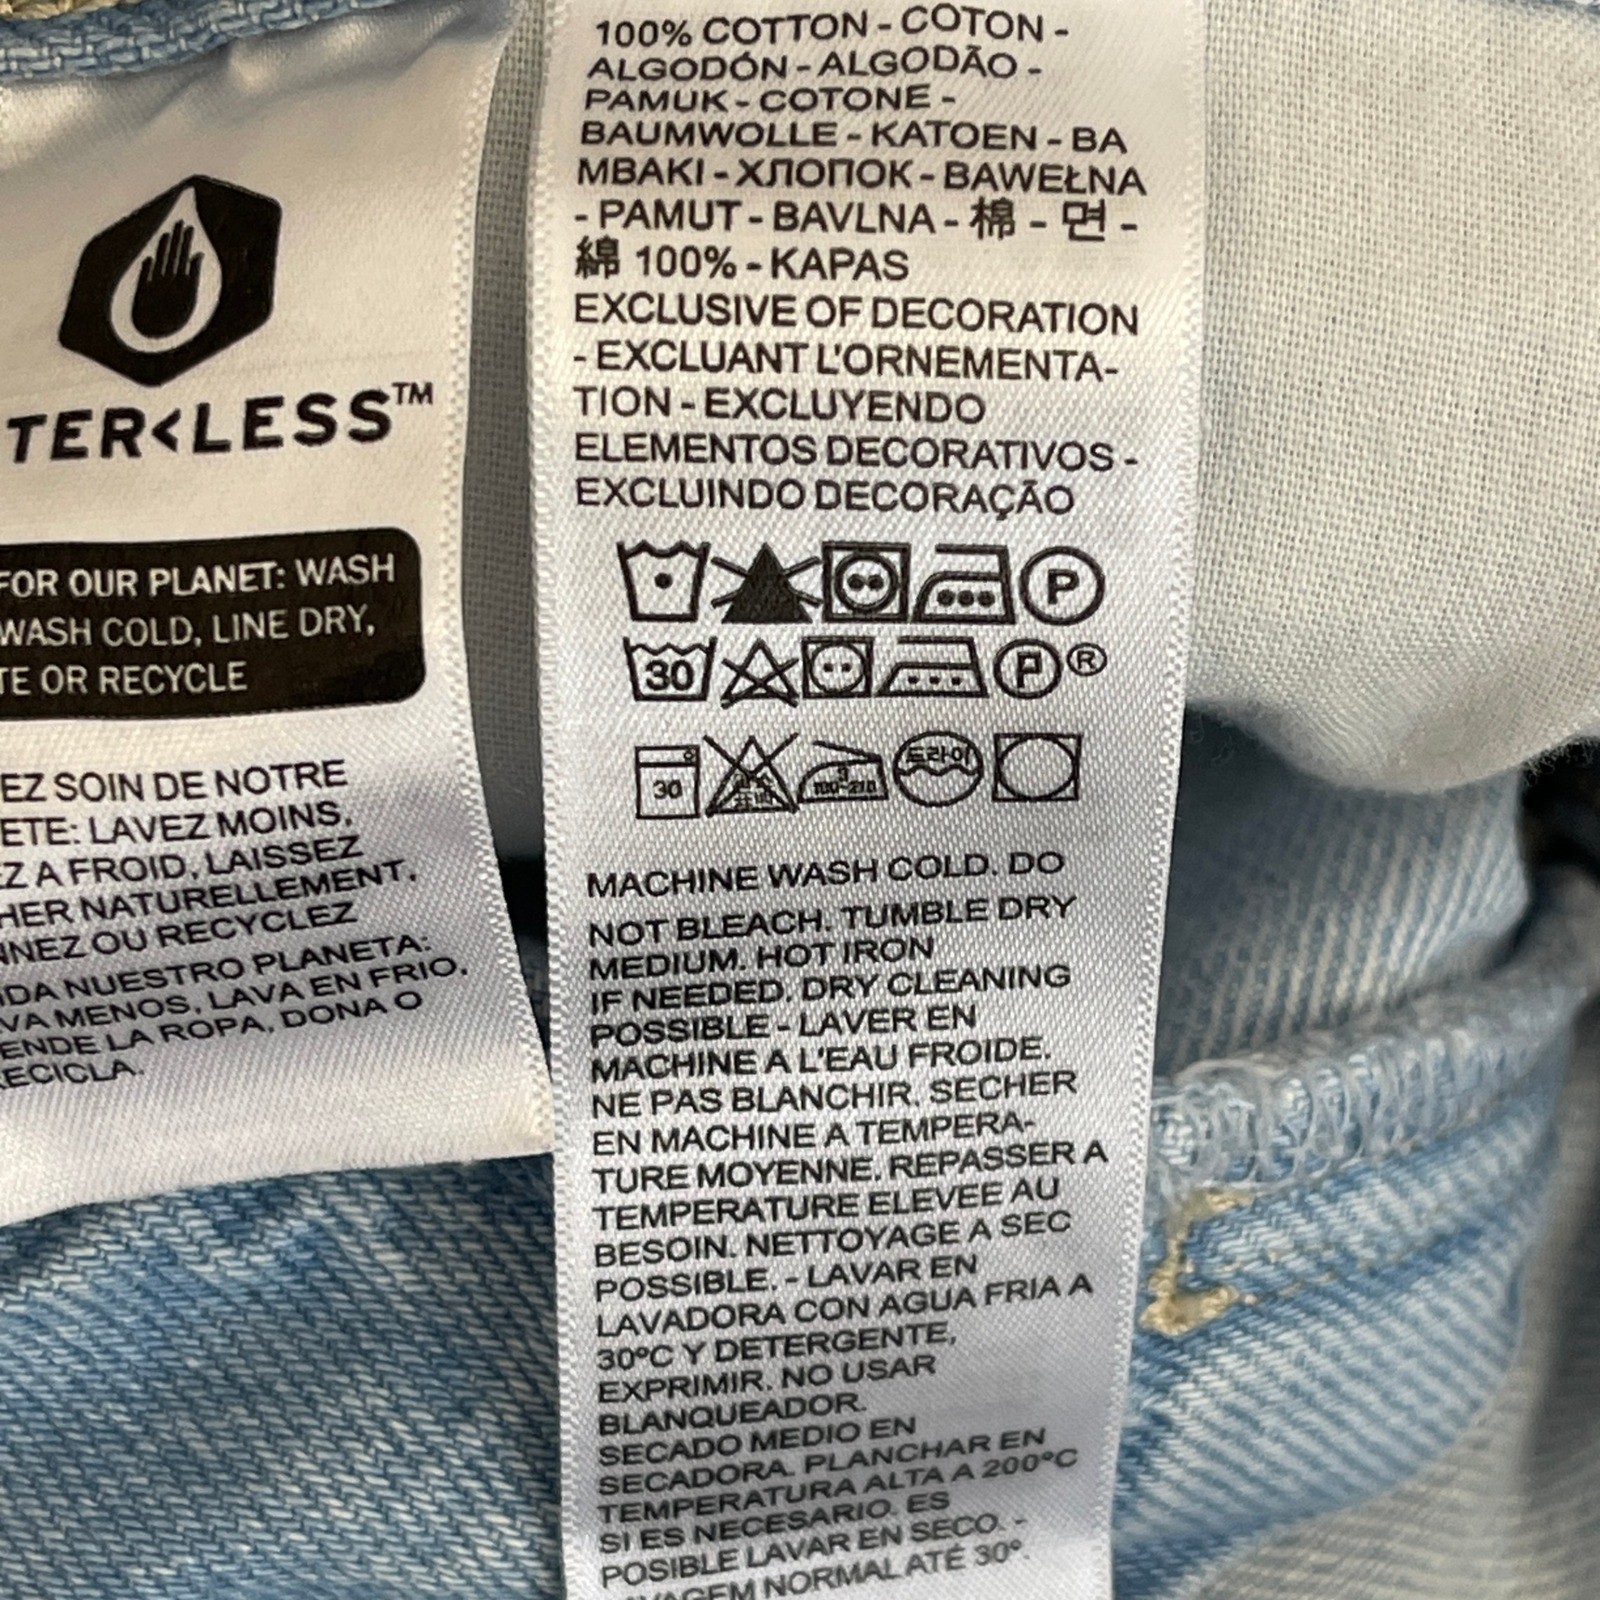 TER<LESS™
FOR OUR PLANET: WASH
WASH COLD, LINE DRY,
TE OR RECYCLE
EZ SOIN DE NOTRE
ETE: LAVEZ MOINS,
EZ A FROID, LAISSEZ
HER NATURELLEMENT,
NNEZ OU RECYCLEZ
IDA NUESTRO PLANETA:
VA MENOS, LAVA EN FRIO,
ENDE LA ROPA, DONA O
RECICLA.
100% COTTON - COTON -
ALGODÓN - ALGODÃO -
PAMUK - COTONE -
BAUMWOLLE - KATOEN - BA
MBAKI - ХЛОПОК - BAWEŁNA
- PAMUT - BAVLNA - 棉 - 면 -
綿 100% - KAPAS
EXCLUSIVE OF DECORATION
- EXCLUANT L'ORNEMENTA-
TION - EXCLUYENDO
ELEMENTOS DECORATIVOS -
EXCLUINDO DECORAÇÃO
P
30 P ®
30 드라이
MACHINE WASH COLD. DO
NOT BLEACH. TUMBLE DRY
MEDIUM. HOT IRON
IF NEEDED. DRY CLEANING
POSSIBLE - LAVER EN
MACHINE A L'EAU FROIDE.
NE PAS BLANCHIR. SECHER
EN MACHINE A TEMPERA-
TURE MOYENNE. REPASSER A
TEMPERATURE ELEVEE AU
BESOIN. NETTOYAGE A SEC
POSSIBLE. - LAVAR EN
LAVADORA CON AGUA FRIA A
30ºC Y DETERGENTE,
EXPRIMIR. NO USAR
BLANQUEADOR.
SECADO MEDIO EN
SECADORA. PLANCHAR EN
TEMPERATURA ALTA A 200ºC
SI ES NECESARIO. ES
POSIBLE LAVAR EN SECO. -
NORMAL ATÉ 30º.